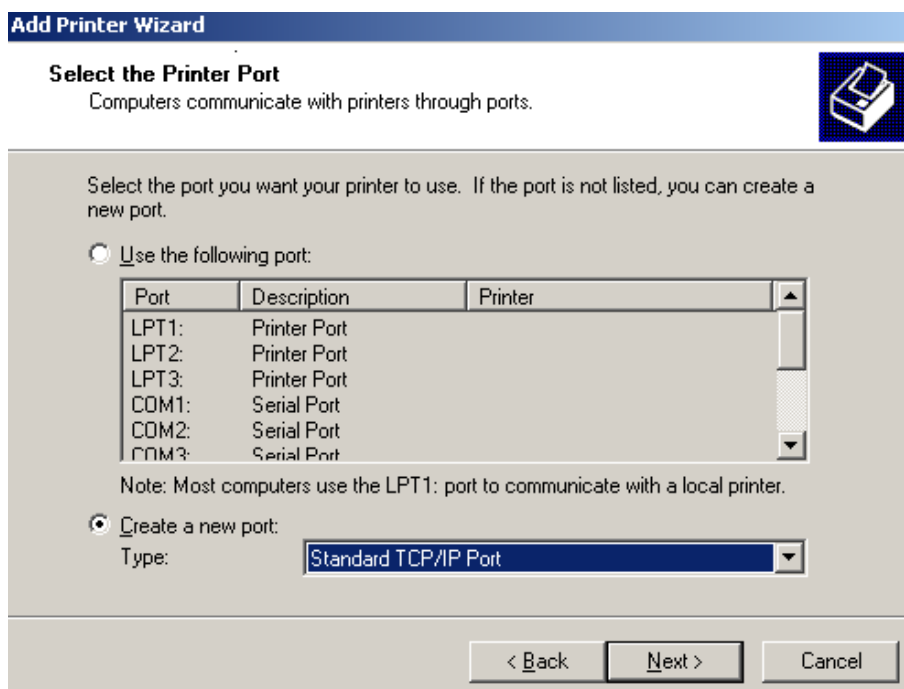 Add Printer Wizard
Select the Printer Port
Computers communicate with printers through ports.
Select the port you want your printer to use. If the port is not listed, you can create a
new port.
Use the following port:
Port Description Printer
LPT1: Printer Port
LPT2: Printer Port
LPT3: Printer Port
COM1: Serial Port
COM2: Serial Port
COM3: Serial Port
Note: Most computers use the LPT1: port to communicate with a local printer.
Create a new port:
Type: Standard TCP/IP Port
< Back Next > Cancel